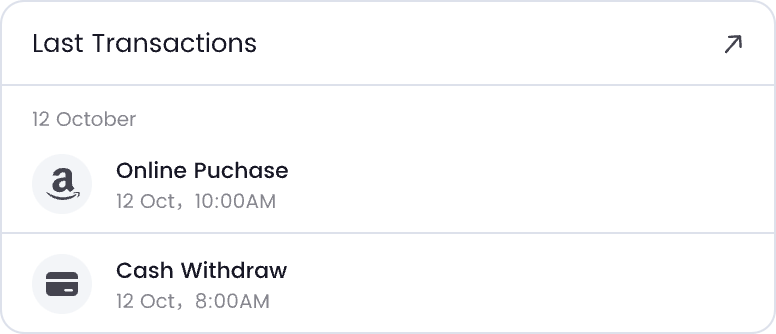 Last Transactions
12 October
Online Puchase
12 Oct, 10:00AM
Cash Withdraw
12 Oct, 8:00AM